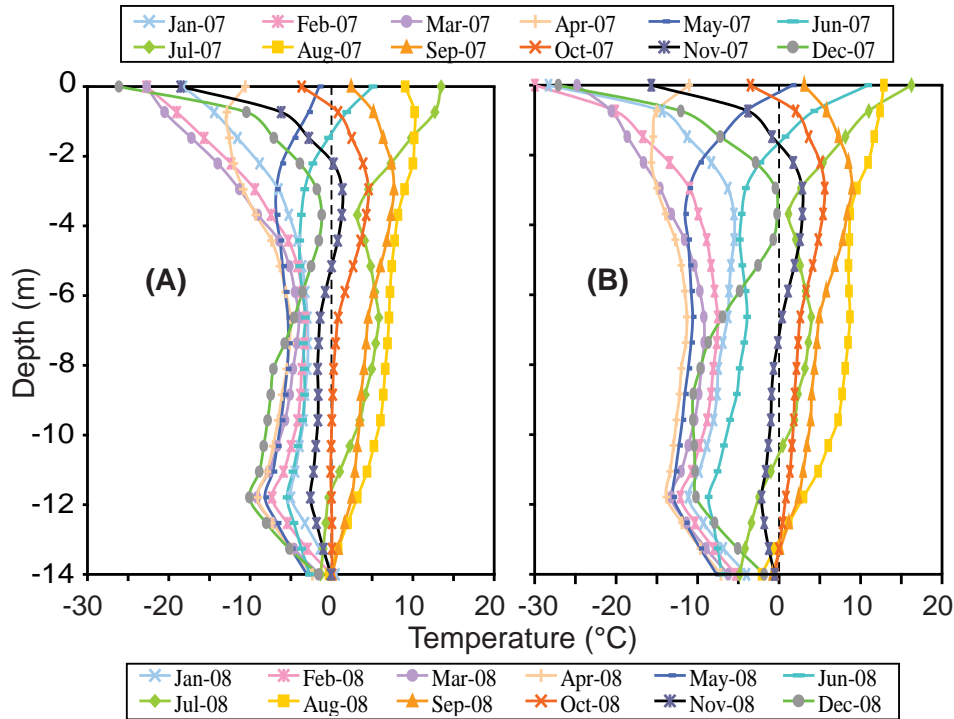 Jan-07 Feb-07 Mar-07 Apr-07 May-07 Jun-07
Jul-07 Aug-07 Sep-07 Oct-07 Nov-07 Dec-07
0
-2
-4
-6
-8
-10
-12
-14
Depth (m)
(A)
(B)
-30 -20 -10 0 10 20
-30 -20 -10 0 10 20
Temperature (°C)
Jan-08 Feb-08 Mar-08 Apr-08 May-08 Jun-08
Jul-08 Aug-08 Sep-08 Oct-08 Nov-08 Dec-08